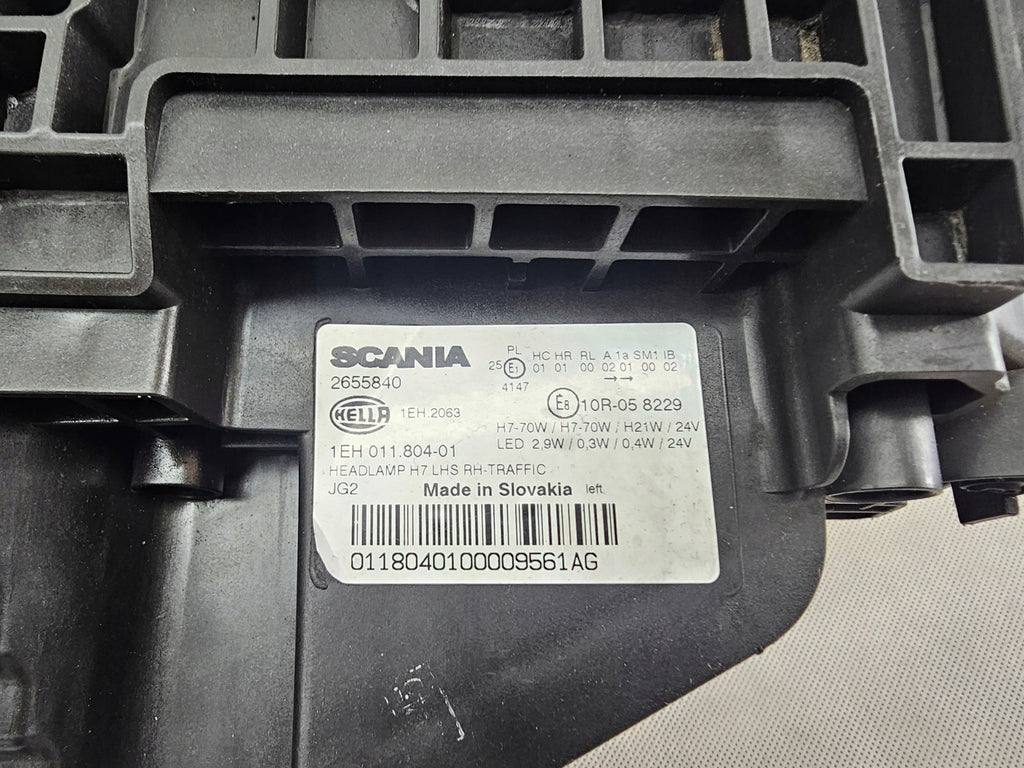 SCANIA
2655840
HELLA 1EH.2063
1EH 011.804-01
HEADLAMP H7 LHS RH-TRAFFIC
JG2 Made in Slovakia left
PL HC HR RL A 1a SM1 IB
25 E1 01 01 00 02 01 00 02
4147 →→
E8 10R-05 8229
H7-70W / H7-70W / H21W / 24V
LED 2,9W / 0,3W / 0,4W / 24V
0118040100009561AG